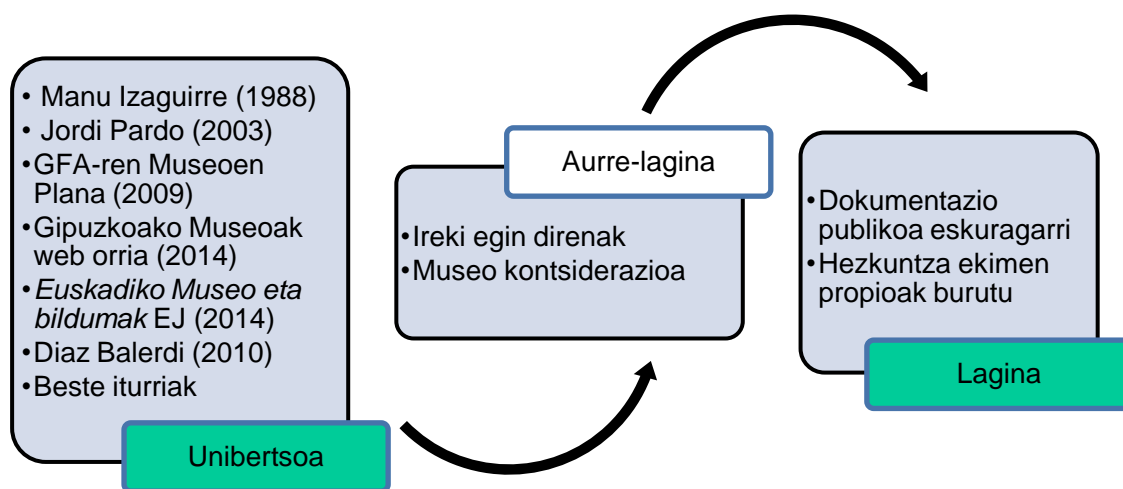 • Manu Izaguirre (1988)
• Jordi Pardo (2003)
• GFA-ren Museoen
Plana (2009)
• Gipuzkoako Museoak
web orria (2014)
• Euskadiko Museo eta
bildumak EJ (2014)
• Diaz Balerdi (2010)
• Beste iturriak
Unibertsoa
Aurre-lagina
• Ireki egin direnak
• Museo kontsiderazioa
• Dokumentazio
publikoa eskuragarri
• Hezkuntza ekimen
propioak burutu
Lagina